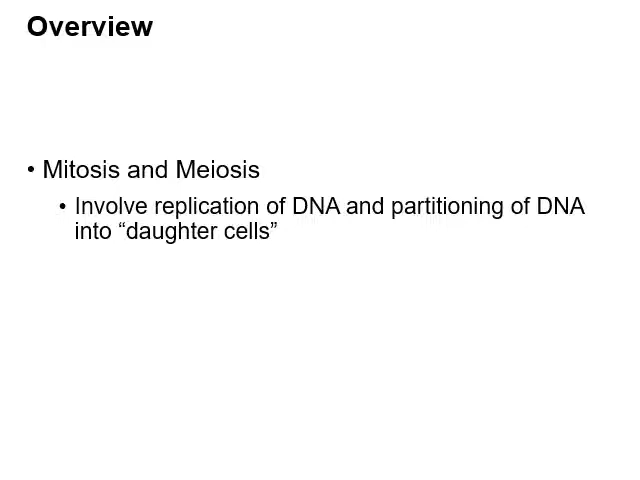 Overview
• Mitosis and Meiosis
• Involve replication of DNA and partitioning of DNA
into “daughter cells”